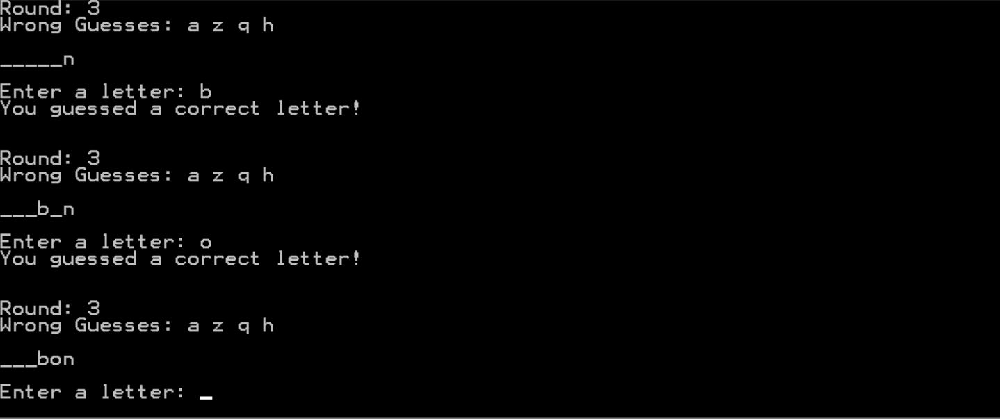 Round: 3
Wrong Guesses: a z q h
_____n
Enter a letter: b
You guessed a correct letter!
Round: 3
Wrong Guesses: a z q h
___b_n
Enter a letter: o
You guessed a correct letter!
Round: 3
Wrong Guesses: a z q h
___bon
Enter a letter: _